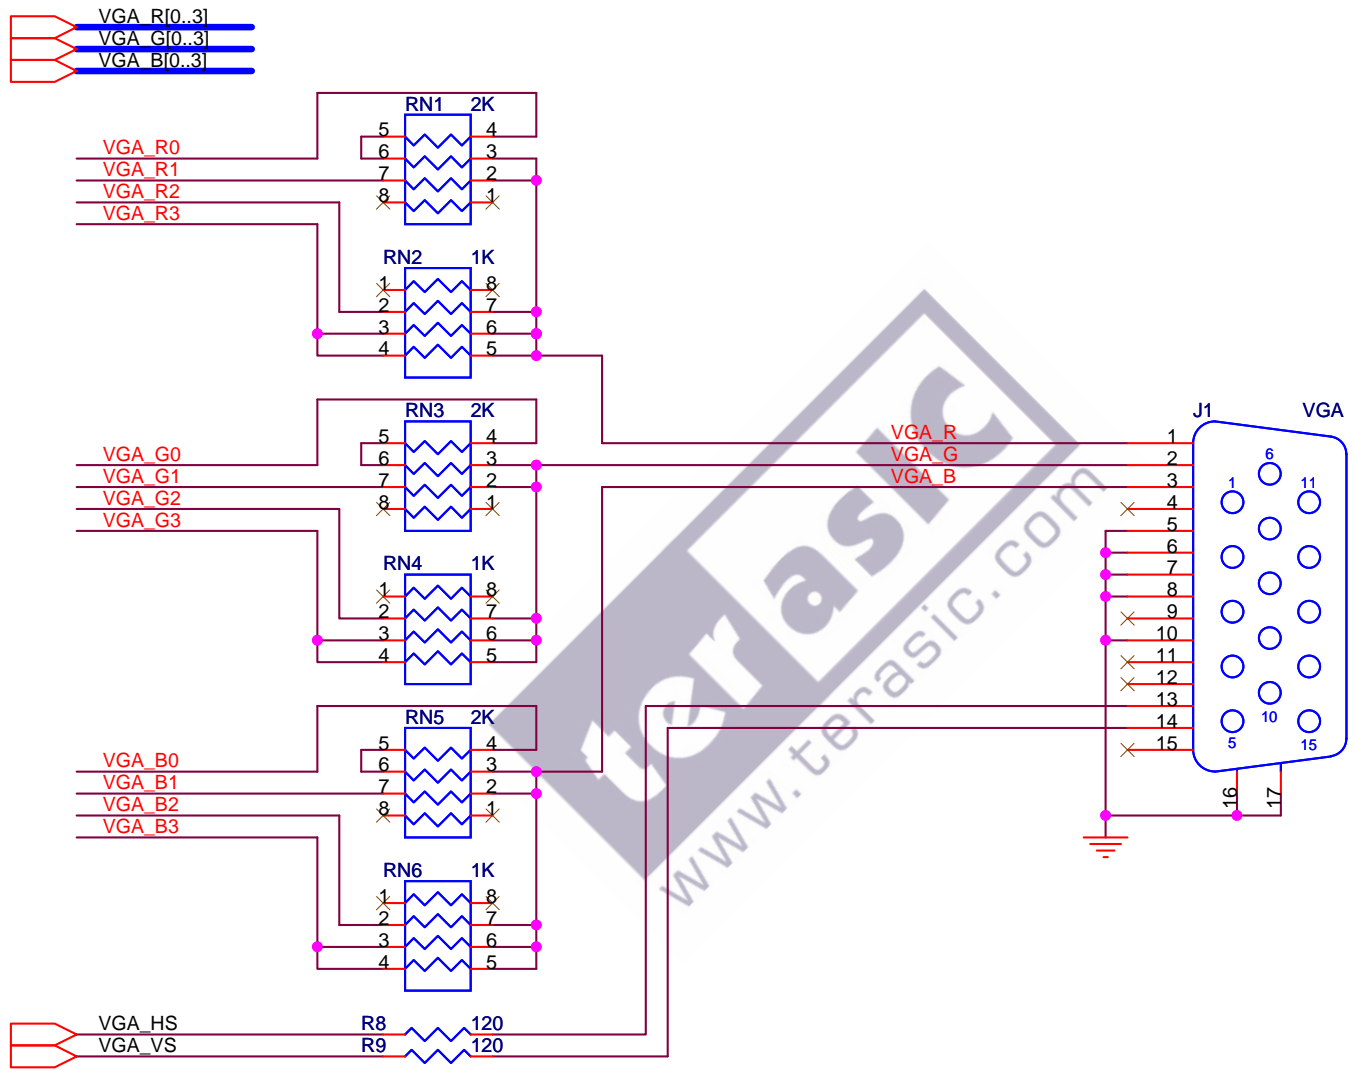 VGA_R[0..3]
VGA_G[0..3]
VGA_B[0..3]
RN1 2K
5 4
6 3
7 2
8 1
VGA_R0
VGA_R1
VGA_R2
VGA_R3
RN2 1K
1 8
2 7
3 6
4 5
RN3 2K
5 4
6 3
7 2
8 1
VGA_G0
VGA_G1
VGA_G2
VGA_G3
RN4 1K
1 8
2 7
3 6
4 5
RN5 2K
5 4
6 3
7 2
8 1
VGA_B0
VGA_B1
VGA_B2
VGA_B3
RN6 1K
1 8
2 7
3 6
4 5
VGA_HS R8 120
VGA_VS R9 120
VGA_R
VGA_G
VGA_B
J1 VGA
1
2
3
4
5
6
7
8
9
10
11
12
13
14
15
16
17
6
1 11
10
5 15
terasic
www.terasic.com